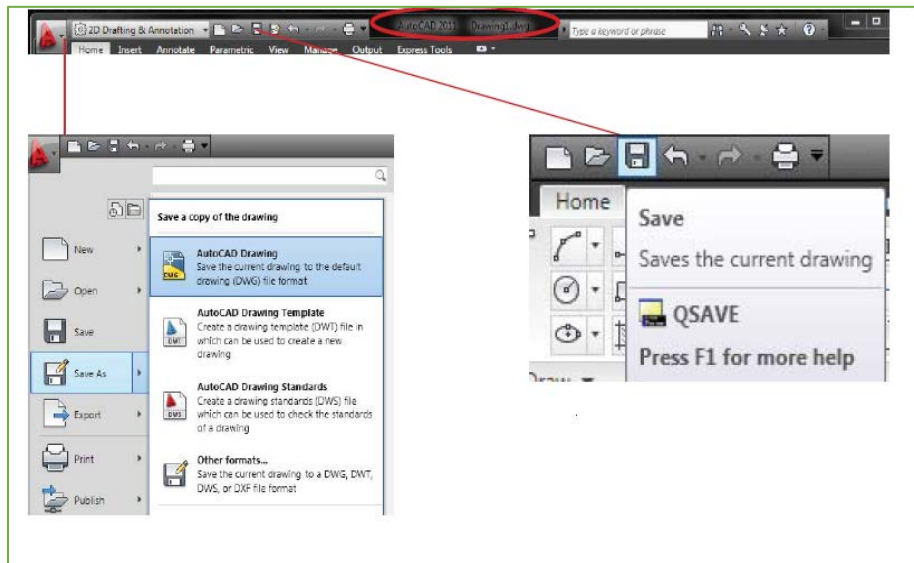 2D Drafting & Annotation
AutoCAD 2011 Drawing1.dwg
Type a keyword or phrase
Home Insert Annotate Parametric View Manage Output Express Tools
Save a copy of the drawing
New
Open
Save
Save As
Export
Print
Publish
AutoCAD Drawing
Save the current drawing to the default
drawing (DWG) file format
AutoCAD Drawing Template
Create a drawing template (DWT) file in
which can be used to create a new
drawing
AutoCAD Drawing Standards
Create a drawing standards (DWS) file
which can be used to check the standards
of a drawing
Other formats...
Save the current drawing to a DWG, DWT,
DWS, or DXF file format
DWG
DWT
DWS
Home
Save
Saves the current drawing
QSAVE
Press F1 for more help